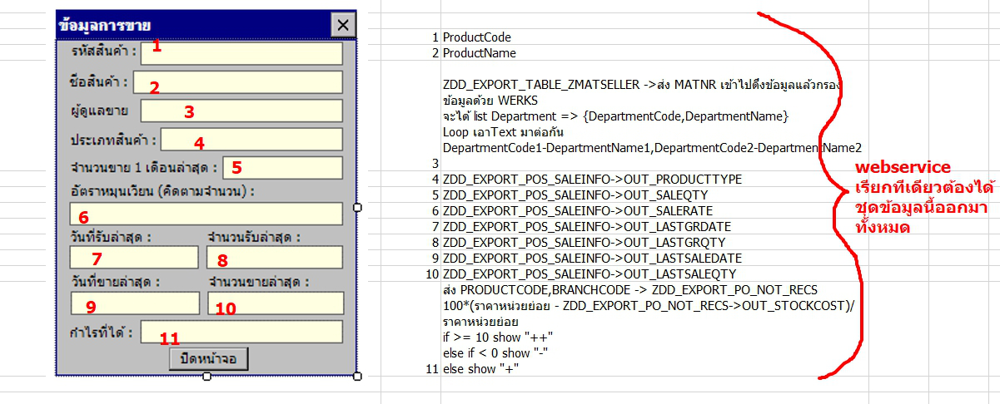 ข้อมูลการขาย
รหัสสินค้า : 1
ชื่อสินค้า : 2
ผู้ดูแลขาย 3
ประเภทสินค้า : 4
จำนวนขาย 1 เดือนล่าสุด : 5
อัตราหมุนเวียน (คิดตามจำนวน) :
6
วันที่รับล่าสุด : จำนวนรับล่าสุด :
7 8
วันที่ขายล่าสุด : จำนวนขายล่าสุด :
9 10
กำไรที่ได้ : 11
ปิดหน้าจอ
1 ProductCode
2 ProductName
ZDD_EXPORT_TABLE_ZMATSELLER ->ส่ง MATNR เข้าไปดึงข้อมูลแล้วกรอง
ข้อมูลด้วย WERKS
จะได้ list Department => {DepartmentCode,DepartmentName}
Loop เอาText มาต่อกัน
DepartmentCode1-DepartmentName1,DepartmentCode2-DepartmentName2
3
4 ZDD_EXPORT_POS_SALEINFO->OUT_PRODUCTTYPE
5 ZDD_EXPORT_POS_SALEINFO->OUT_SALEQTY
6 ZDD_EXPORT_POS_SALEINFO->OUT_SALERATE
7 ZDD_EXPORT_POS_SALEINFO->OUT_LASTGRDATE
8 ZDD_EXPORT_POS_SALEINFO->OUT_LASTGRQTY
9 ZDD_EXPORT_POS_SALEINFO->OUT_LASTSALEDATE
10 ZDD_EXPORT_POS_SALEINFO->OUT_LASTSALEQTY
ส่ง PRODUCTCODE,BRANCHCODE -> ZDD_EXPORT_PO_NOT_RECS
100*(ราคาหน่วยย่อย - ZDD_EXPORT_PO_NOT_RECS->OUT_STOCKCOST)/
ราคาหน่วยย่อย
if >= 10 show "++"
else if < 0 show "-"
11 else show "+"
webservice
เรียกทีเดียวต้องได้
ชุดข้อมูลนี้ออกมา
ทั้งหมด